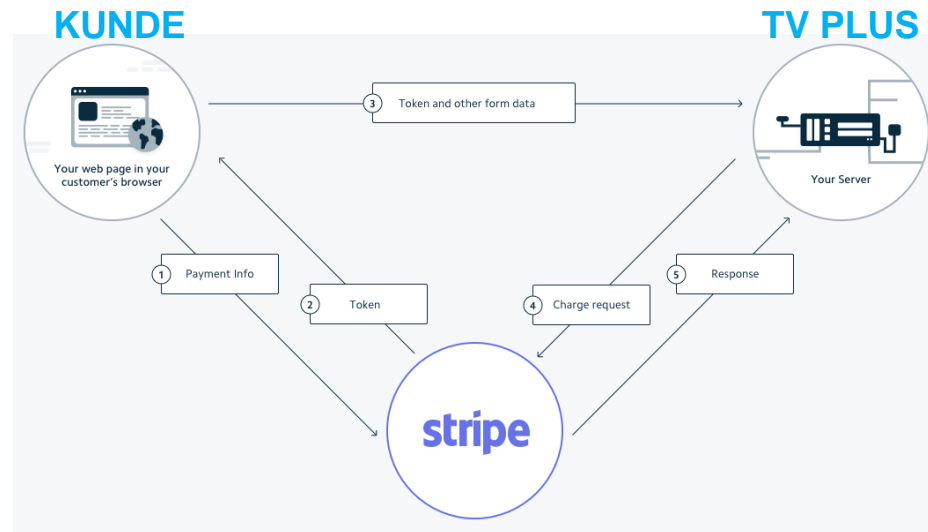 KUNDE
TV PLUS
3 Token and other form data
Your web page in your
customer's browser
Your Server
1 Payment Info
5 Response
2 Token
4 Charge request
stripe